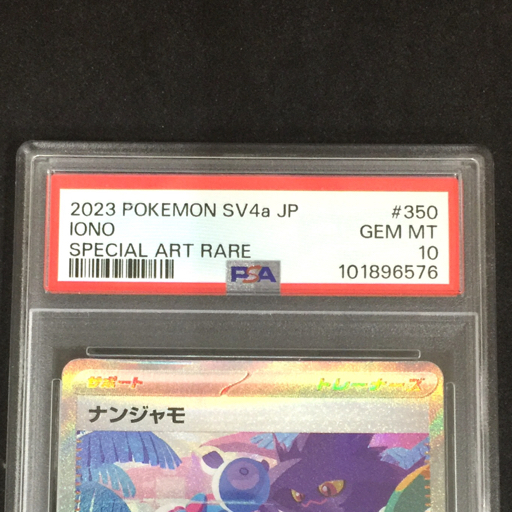 2023 POKEMON SV4a JP #350
IONO GEM MT
SPECIAL ART RARE 10
PSA 101896576
サポート トレーナーズ
ナンジャモ